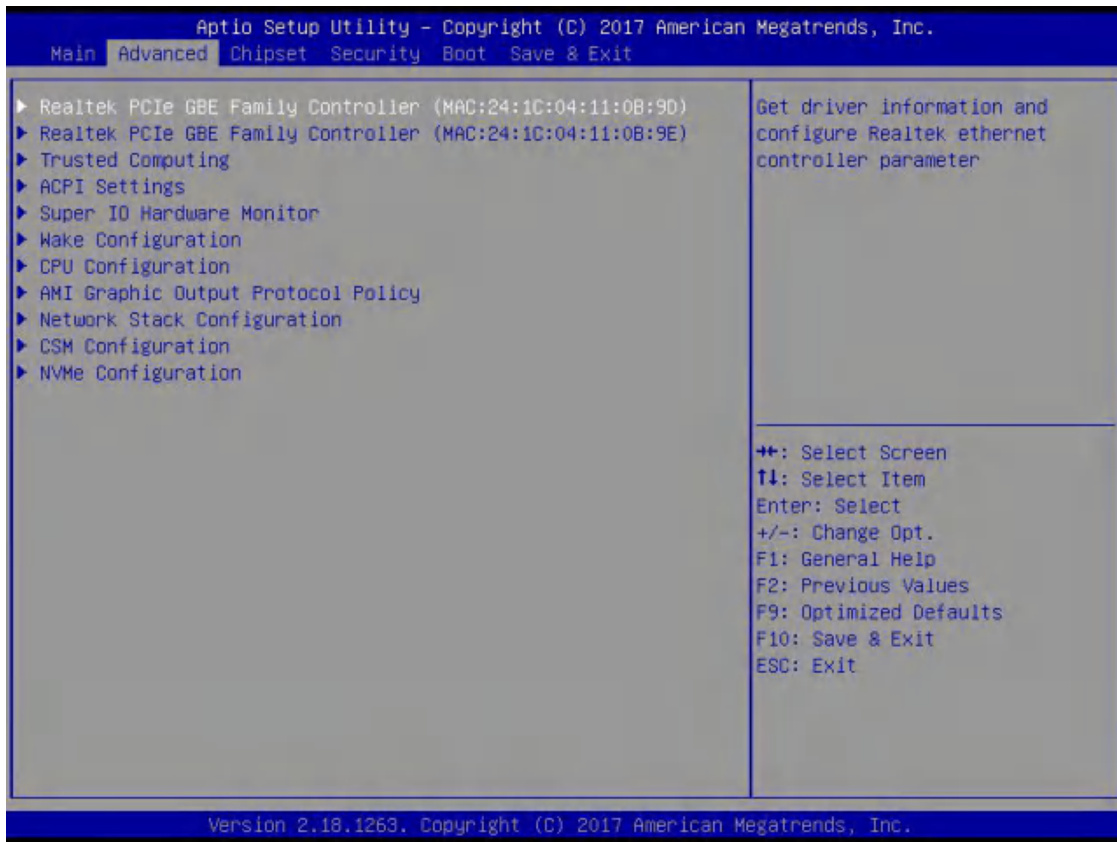 Aptio Setup Utility – Copyright (C) 2017 American Megatrends, Inc.
Main Advanced Chipset Security Boot Save & Exit
▶ Realtek PCIe GBE Family Controller (MAC:24:1C:04:11:0B:9D)
▶ Realtek PCIe GBE Family Controller (MAC:24:1C:04:11:0B:9E)
▶ Trusted Computing
▶ ACPI Settings
▶ Super IO Hardware Monitor
▶ Wake Configuration
▶ CPU Configuration
▶ AMI Graphic Output Protocol Policy
▶ Network Stack Configuration
▶ CSM Configuration
▶ NVMe Configuration
Get driver information and
configure Realtek ethernet
controller parameter
→←: Select Screen
↑↓: Select Item
Enter: Select
+/-: Change Opt.
F1: General Help
F2: Previous Values
F9: Optimized Defaults
F10: Save & Exit
ESC: Exit
Version 2.18.1263. Copyright (C) 2017 American Megatrends, Inc.